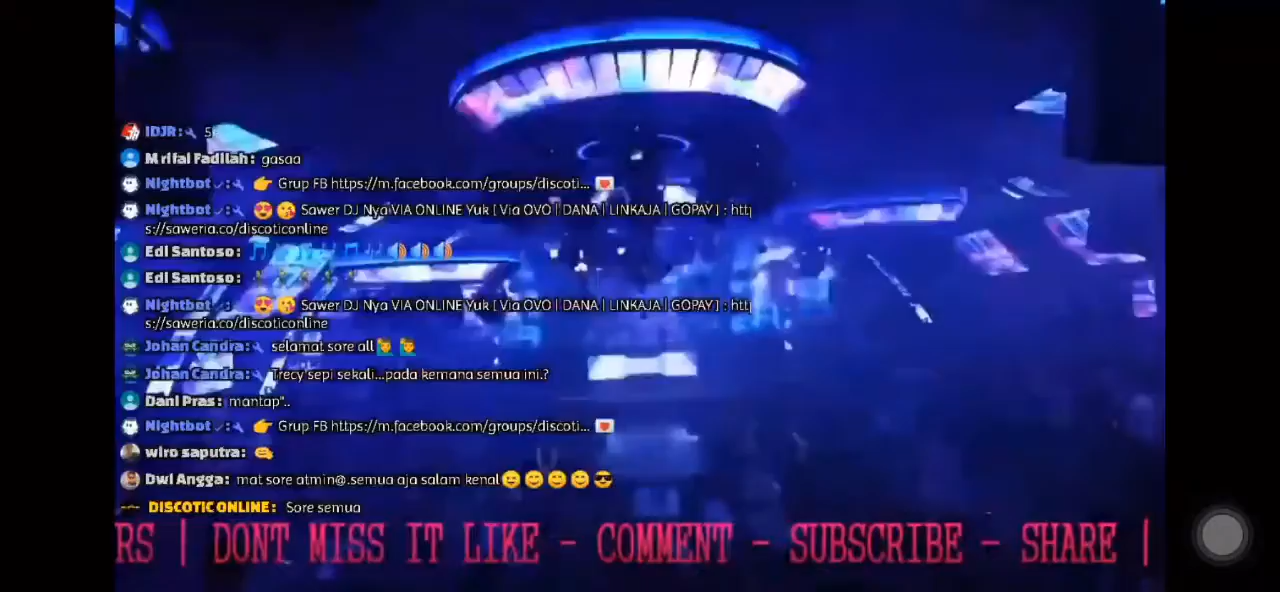 IDJR: 5
M rifal Fadillah: gasaa
Nightbot: 👉 Grup FB https://m.facebook.com/groups/discoti... 💌
Nightbot: 😍 😘 Sawer DJ Nya VIA ONLINE Yuk [ Via OVO | DANA | LINKAJA | GOPAY ] : http
s://saweria.co/discoticonline
Edi Santoso:
Edi Santoso:
Nightbot: 😍 😘 Sawer DJ Nya VIA ONLINE Yuk [ Via OVO | DANA | LINKAJA | GOPAY ] : http
s://saweria.co/discoticonline
Johan Candra: selamat sore all
Johan Candra: Trecy sepi sekali...pada kemana semua ini.?
Dani Pras: mantap"..
Nightbot: 👉 Grup FB https://m.facebook.com/groups/discoti... 💌
wiro saputra:
Dwi Angga: mat sore atmin@.semua aja salam kenal😉😊😊😊😎
DISCOTIC ONLINE: Sore semua
RS | DONT MISS IT LIKE - COMMENT - SUBSCRIBE - SHARE |